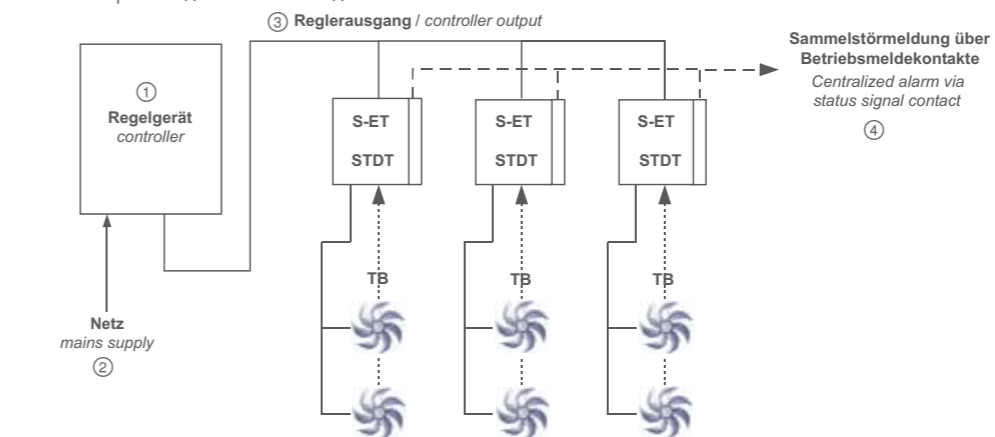 ③ Reglerausgang / controller output
Sammelstörmeldung über
Betriebsmeldekontakte
Centralized alarm via
status signal contact
④
①
Regelgerät
controller
S-ET
STDT
S-ET
STDT
S-ET
STDT
TB
TB
TB
Netz
mains supply
②